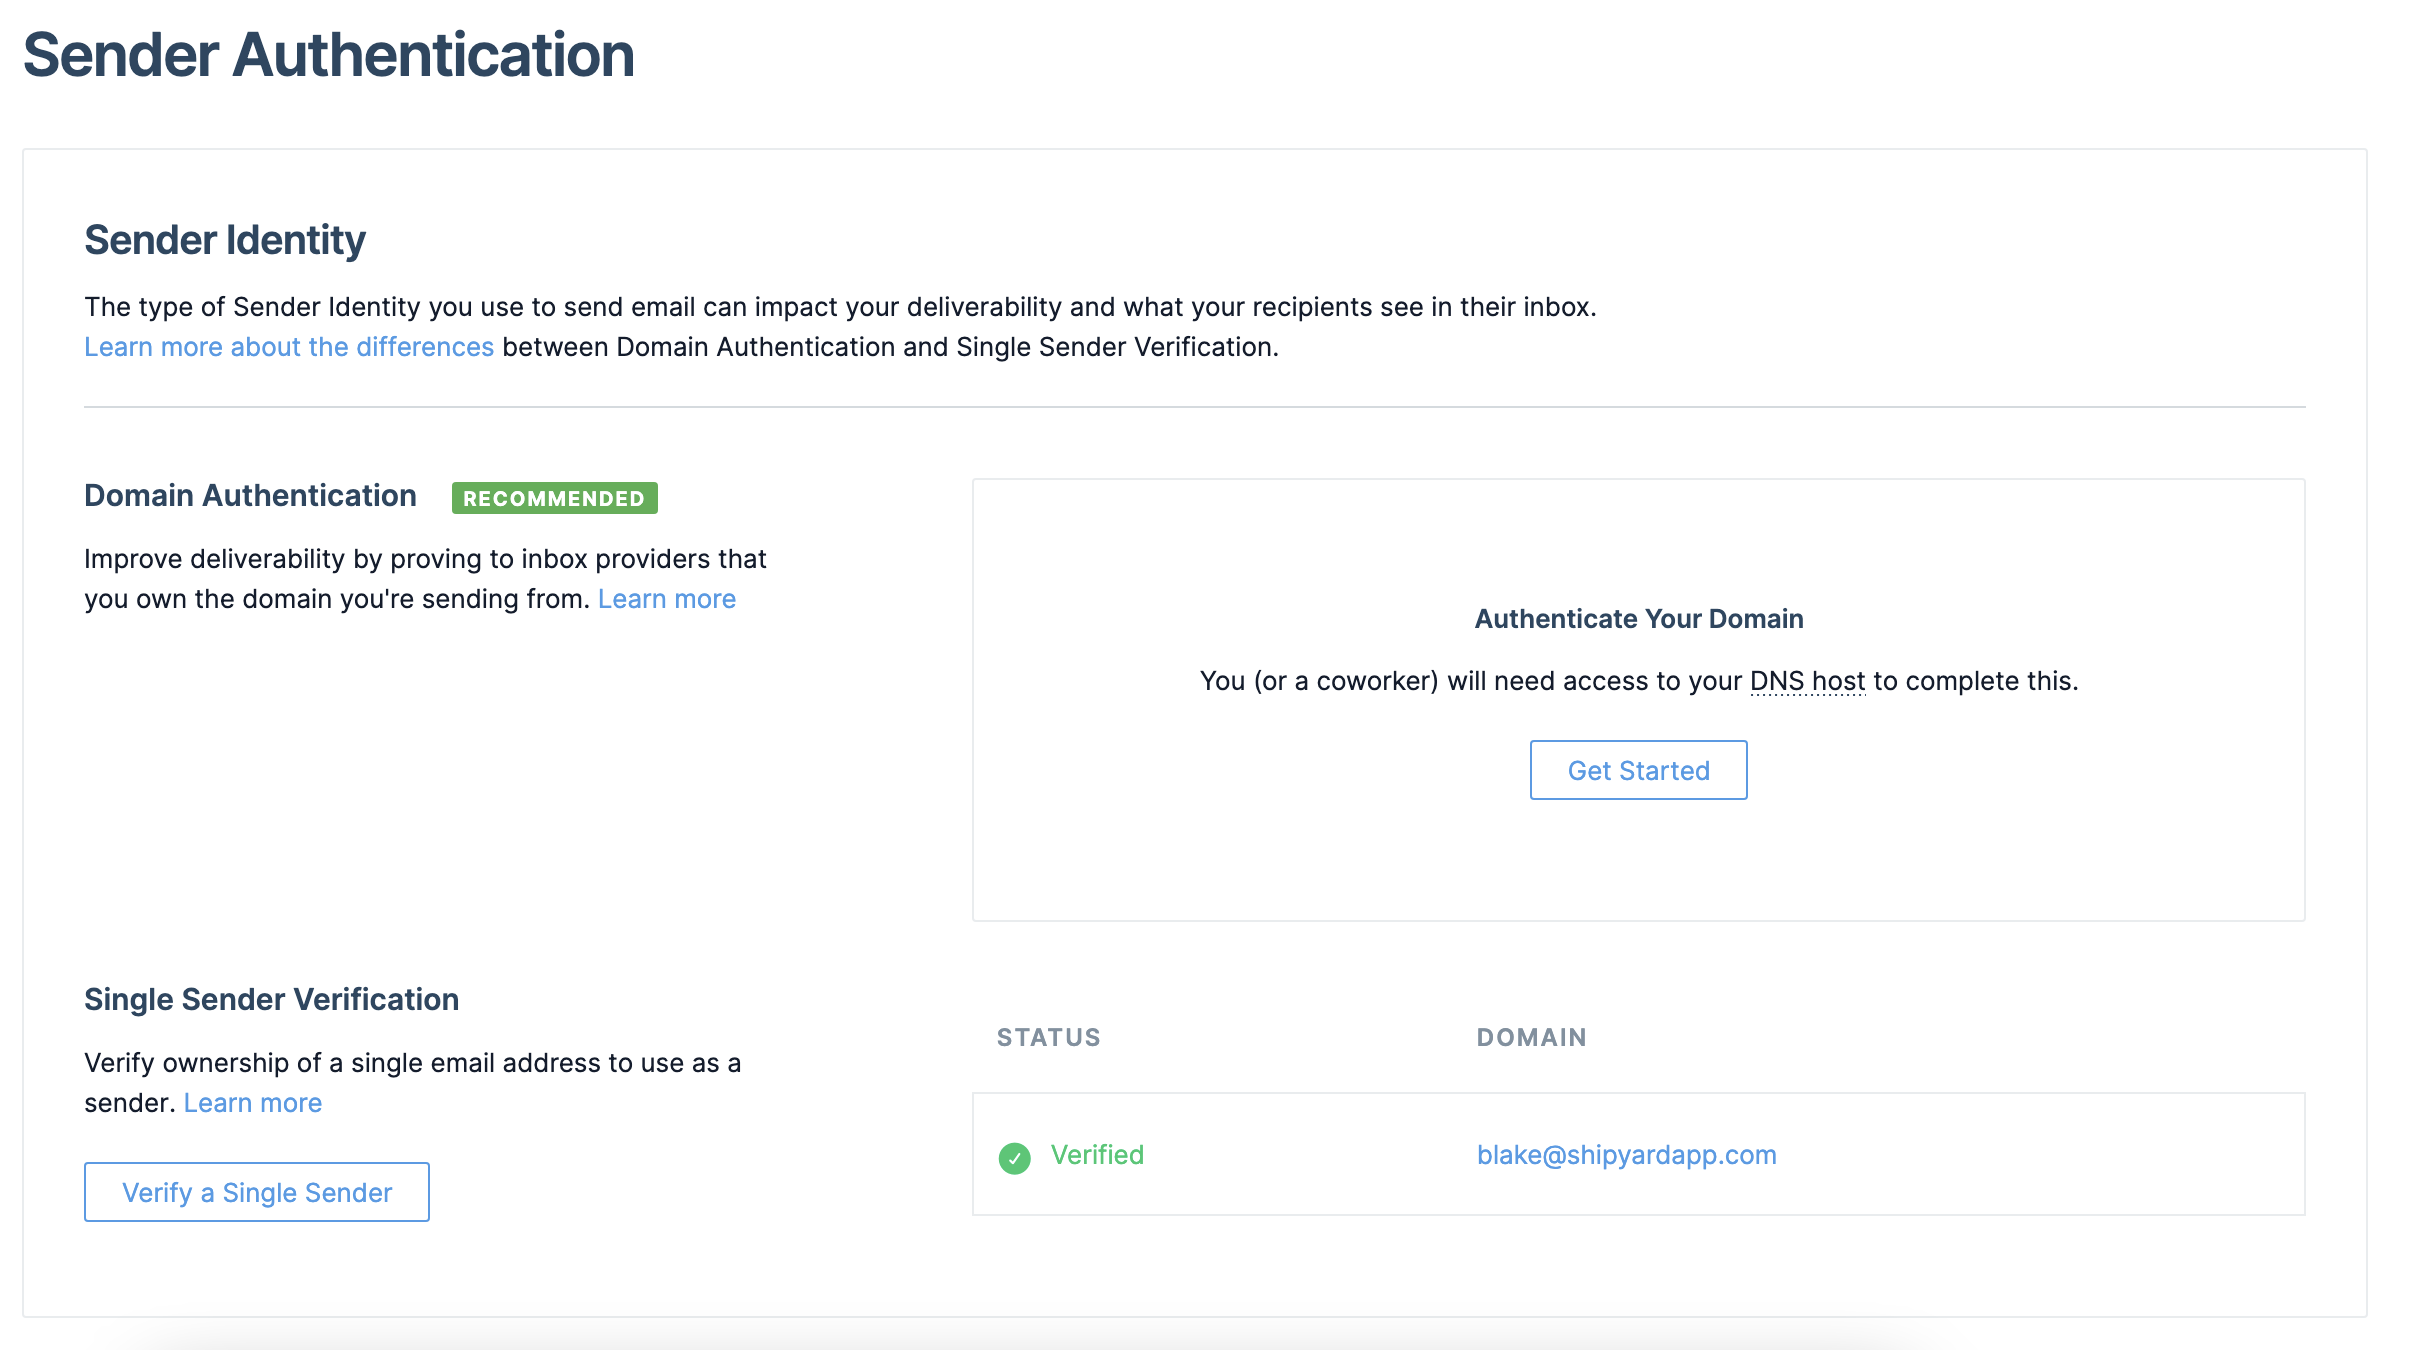 Sender Authentication
Sender Identity
The type of Sender Identity you use to send email can impact your deliverability and what your recipients see in their inbox.
Learn more about the differences between Domain Authentication and Single Sender Verification.
Domain Authentication RECOMMENDED
Improve deliverability by proving to inbox providers that
you own the domain you're sending from. Learn more
Authenticate Your Domain
You (or a coworker) will need access to your DNS host to complete this.
Get Started
Single Sender Verification
Verify ownership of a single email address to use as a
sender. Learn more
Verify a Single Sender
STATUS DOMAIN
Verified blake@shipyardapp.com